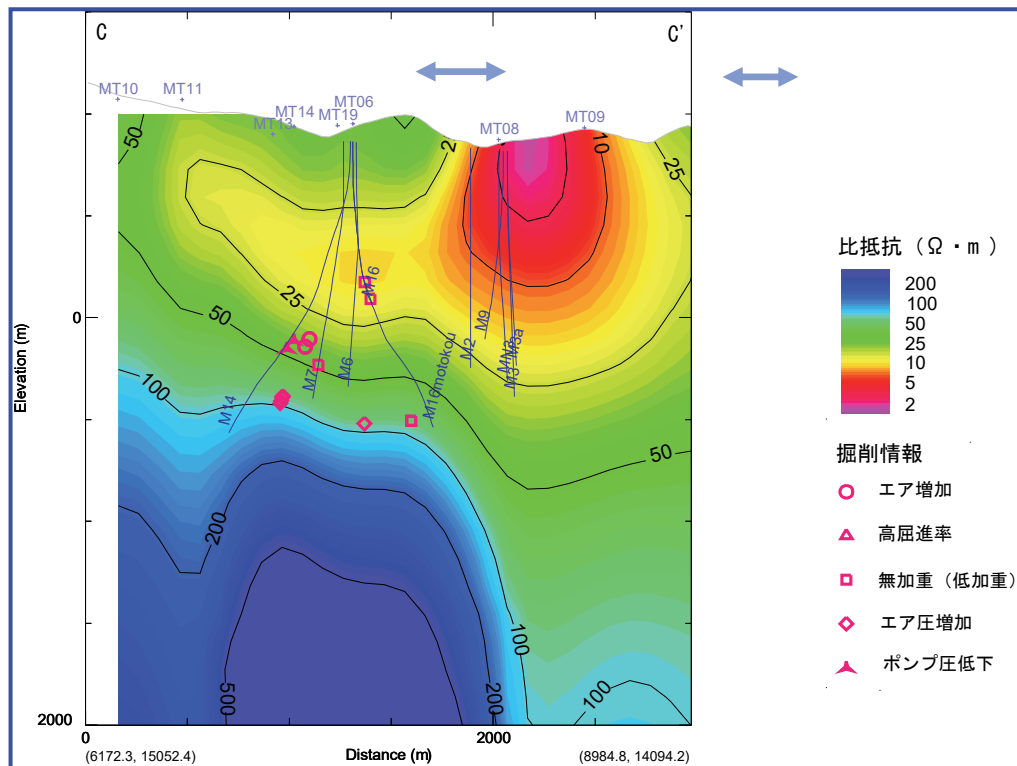 C
C'
MT10
MT11
MT14
MT13
MT19
MT06
MT08
MT09
50
2
10
25
25
50
100
200
500
200
100
50
100
M14
M7
M6
M16
M16motokou
M2
M9
MN2
M3
M3a
0
2000
Elevation (m)
0
2000
Distance (m)
(6172.3, 15052.4)
(8984.8, 14094.2)
比抵抗（Ω・m）
200
100
50
25
10
5
2
掘削情報
エア増加
高屈進率
無加重（低加重）
エア圧増加
ポンプ圧低下